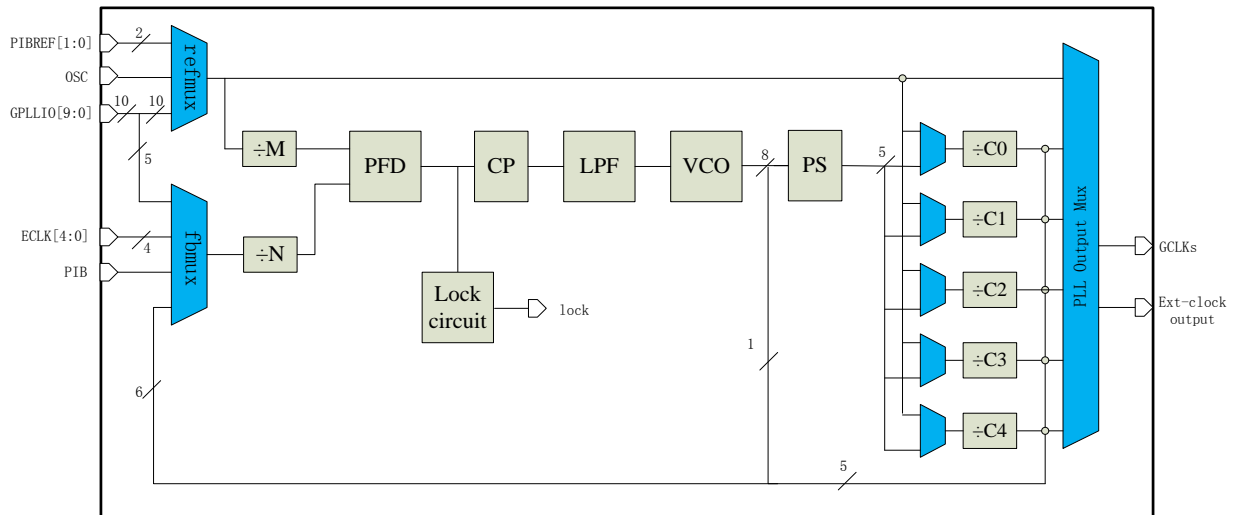 PIBREF[1:0]
2
OSC
GPLLIO[9:0]
10
10
5
refmux
÷M
PFD
CP
LPF
VCO
8
PS
5
÷C0
÷C1
÷C2
÷C3
÷C4
PLL Output Mux
ECLK[4:0]
4
PIB
fbmux
÷N
Lock
circuit
lock
GCLKs
Ext-clock
output
1
6
5